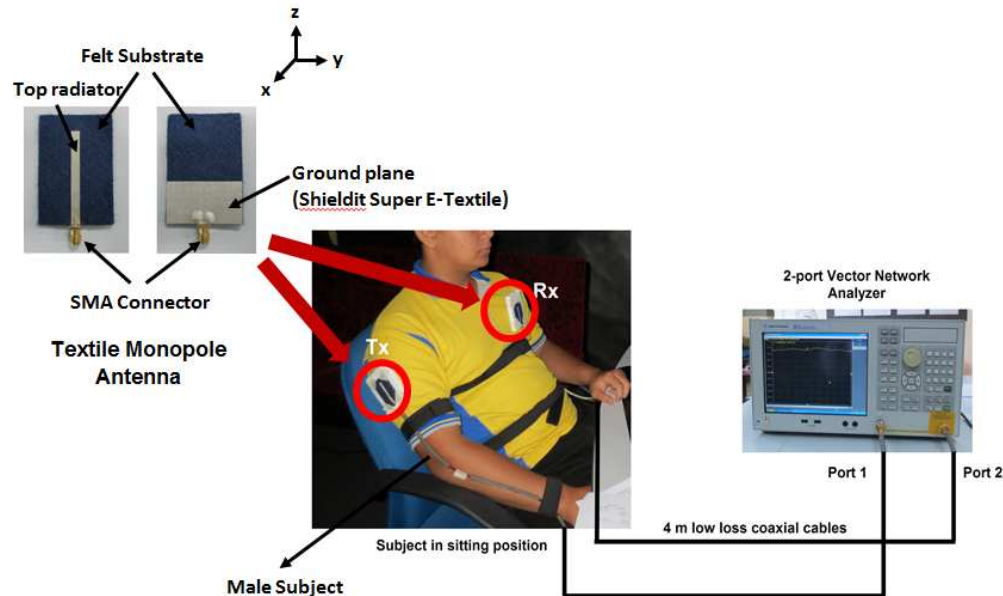 z
y
x
Felt Substrate
Top radiator
Ground plane
(Shieldit Super E-Textile)
SMA Connector
Textile Monopole
Antenna
Tx
Rx
2-port Vector Network
Analyzer
Port 1
Port 2
4 m low loss coaxial cables
Subject in sitting position
Male Subject